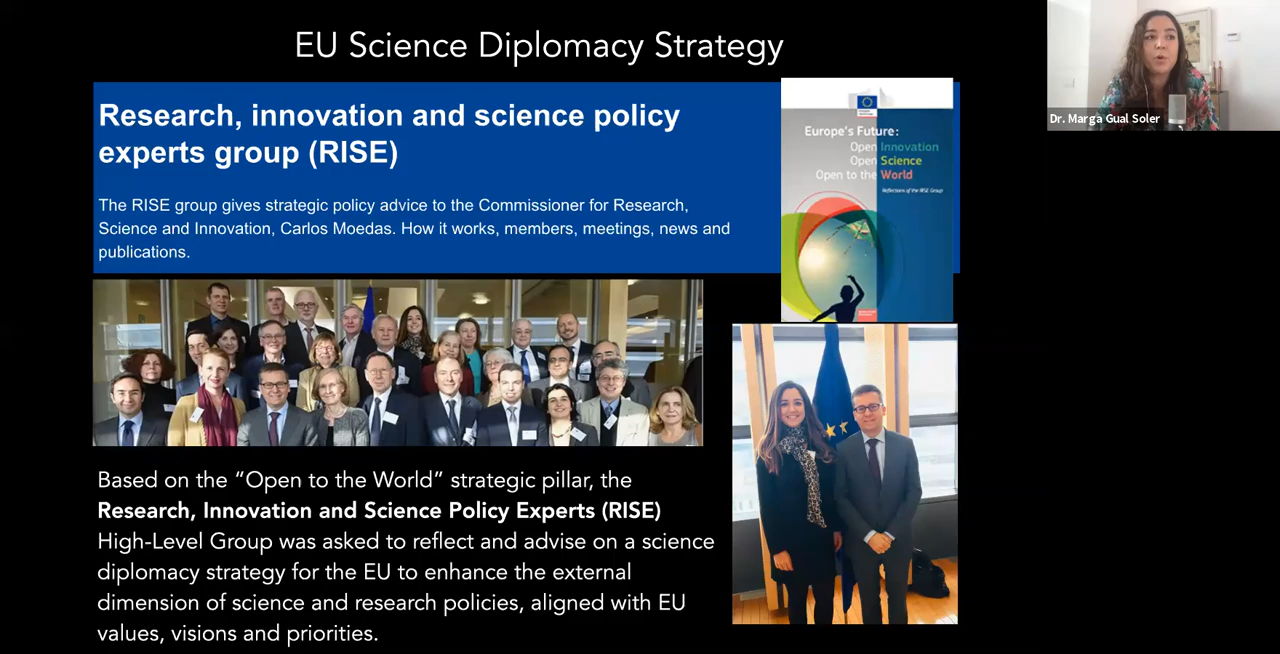 EU Science Diplomacy Strategy
Research, innovation and science policy
experts group (RISE)
The RISE group gives strategic policy advice to the Commissioner for Research,
Science and Innovation, Carlos Moedas. How it works, members, meetings, news and
publications.
Europe's Future:
Open Innovation
Open Science
Open to the World
Reflections of the RISE Group
Dr. Marga Gual Soler
Based on the “Open to the World” strategic pillar, the
Research, Innovation and Science Policy Experts (RISE)
High-Level Group was asked to reflect and advise on a science
diplomacy strategy for the EU to enhance the external
dimension of science and research policies, aligned with EU
values, visions and priorities.